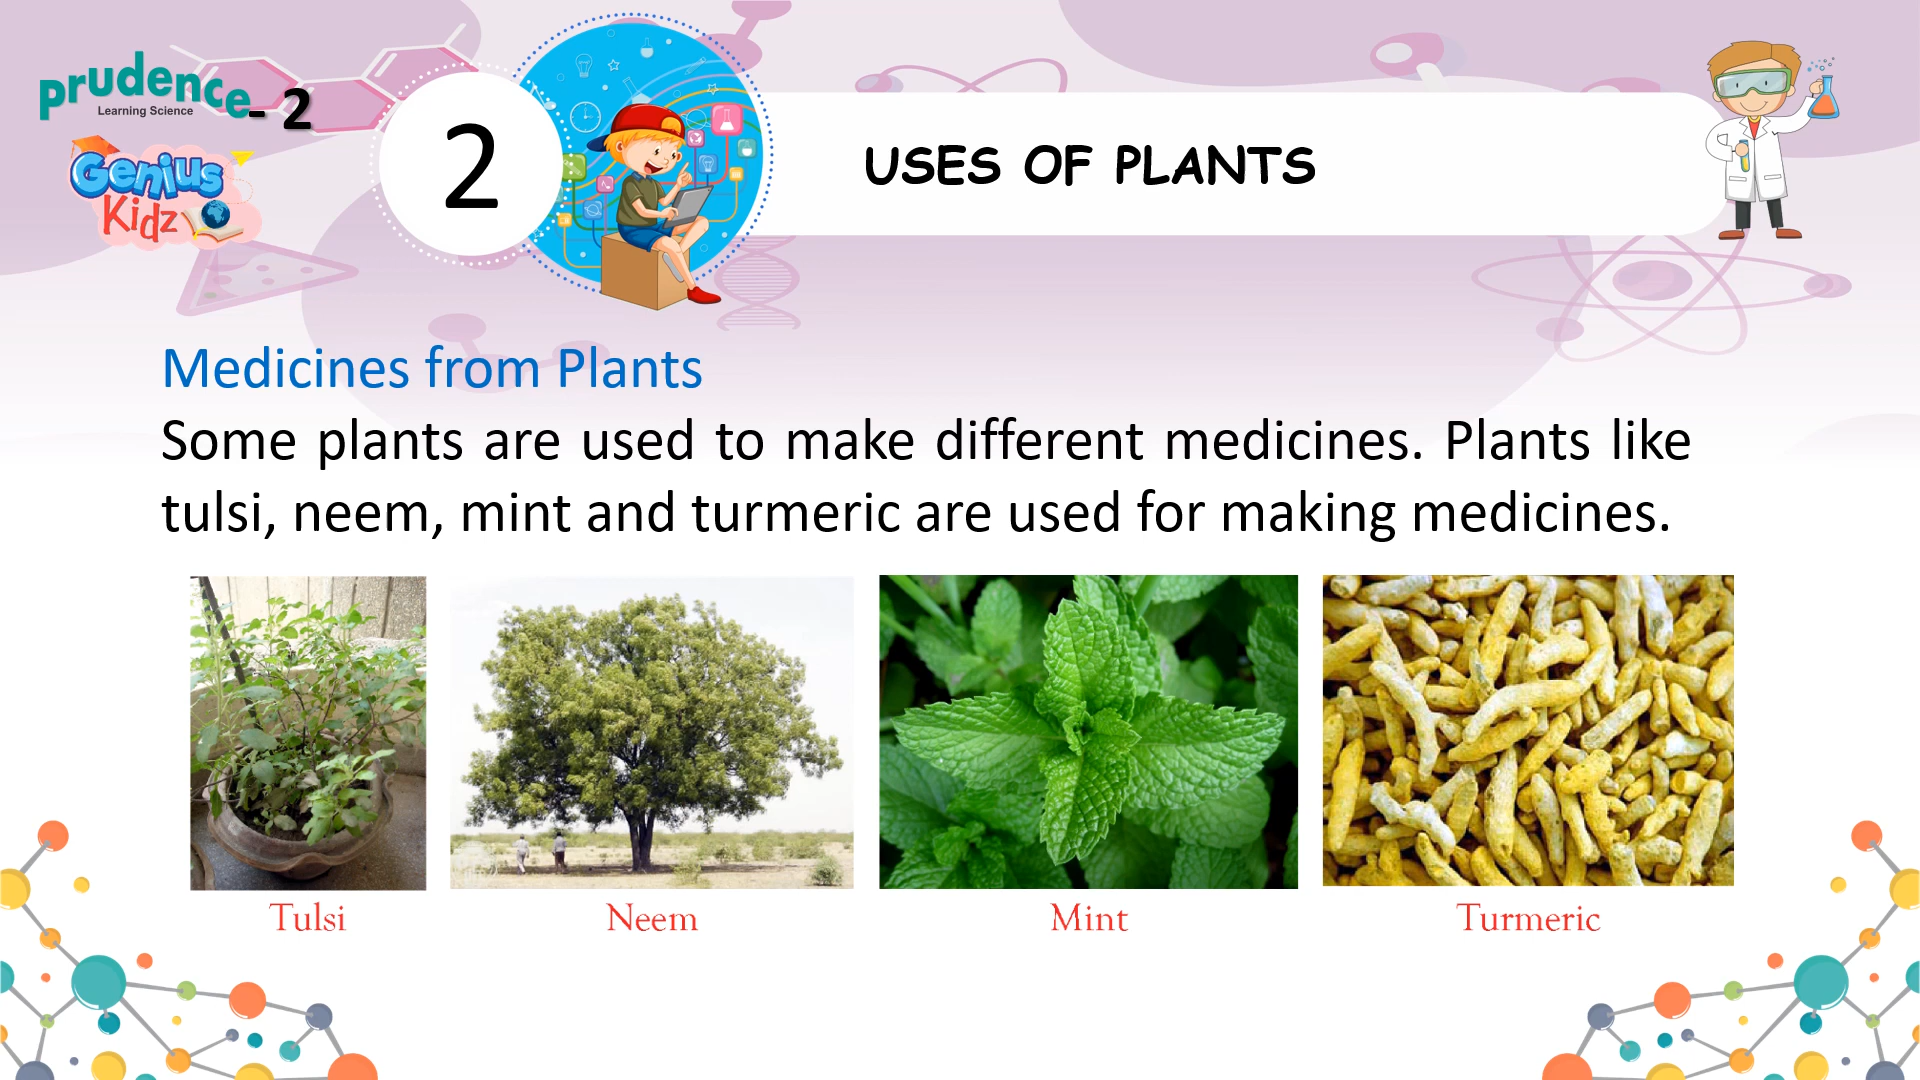 prudence - 2
Learning Science
Genius
Kidz
2
USES OF PLANTS
Medicines from Plants
Some plants are used to make different medicines. Plants like
tulsi, neem, mint and turmeric are used for making medicines.
Tulsi Neem Mint Turmeric